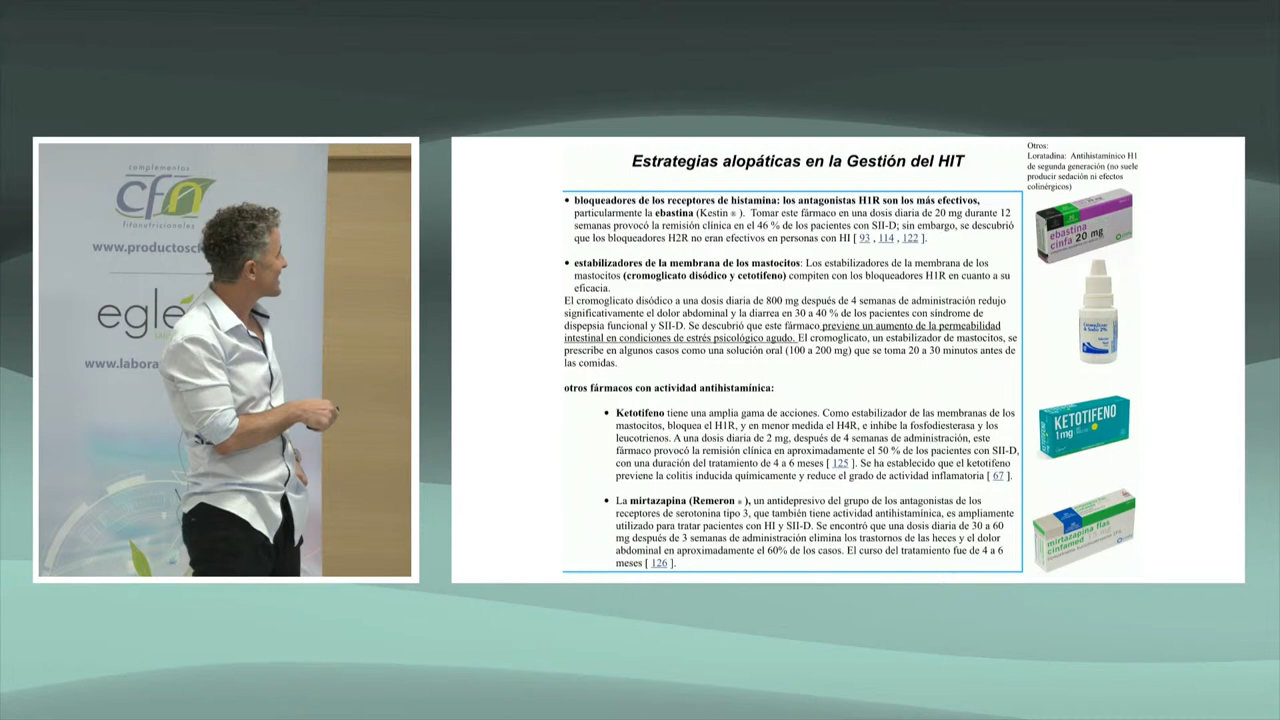 complementos
cfn
fitonutricionales
www.productoscf
egle
www.labora
Estrategias alopáticas en la Gestión del HIT
Otros:
Loratadina: Antihistamínico H1
de segunda generación (no suele
producir sedación ni efectos
colinérgicos)
• bloqueadores de los receptores de histamina: los antagonistas H1R son los más efectivos,
particularmente la ebastina (Kestin ®). Tomar este fármaco en una dosis diaria de 20 mg durante 12
semanas provocó la remisión clínica en el 46 % de los pacientes con SII-D; sin embargo, se descubrió
que los bloqueadores H2R no eran efectivos en personas con HI [ 93 , 114 , 122 ].
• estabilizadores de la membrana de los mastocitos: Los estabilizadores de la membrana de los
mastocitos (cromoglicato disódico y cetotifeno) compiten con los bloqueadores H1R en cuanto a su
eficacia.
El cromoglicato disódico a una dosis diaria de 800 mg después de 4 semanas de administración redujo
significativamente el dolor abdominal y la diarrea en 30 a 40 % de los pacientes con síndrome de
dispepsia funcional y SII-D. Se descubrió que este fármaco previene un aumento de la permeabilidad
intestinal en condiciones de estrés psicológico agudo. El cromoglicato, un estabilizador de mastocitos, se
prescribe en algunos casos como una solución oral (100 a 200 mg) que se toma 20 a 30 minutos antes de
las comidas.
otros fármacos con actividad antihistamínica:
• Ketotifeno tiene una amplia gama de acciones. Como estabilizador de las membranas de los
mastocitos, bloquea el H1R, y en menor medida el H4R, e inhibe la fosfodiesterasa y los
leucotrienos. A una dosis diaria de 2 mg, después de 4 semanas de administración, este
fármaco provocó la remisión clínica en aproximadamente el 50 % de los pacientes con SII-D,
con una duración del tratamiento de 4 a 6 meses [ 125 ]. Se ha establecido que el ketotifeno
previene la colitis inducida químicamente y reduce el grado de actividad inflamatoria [ 67 ].
• La mirtazapina (Remeron ®), un antidepresivo del grupo de los antagonistas de los
receptores de serotonina tipo 3, que también tiene actividad antihistamínica, es ampliamente
utilizado para tratar pacientes con HI y SII-D. Se encontró que una dosis diaria de 30 a 60
mg después de 3 semanas de administración elimina los trastornos de las heces y el dolor
abdominal en aproximadamente el 60% de los casos. El curso del tratamiento fue de 4 a 6
meses [ 126 ].
ebastina
cinfa 20 mg
KETOTIFENO
1 mg
mirtazapina flas
cinfamed